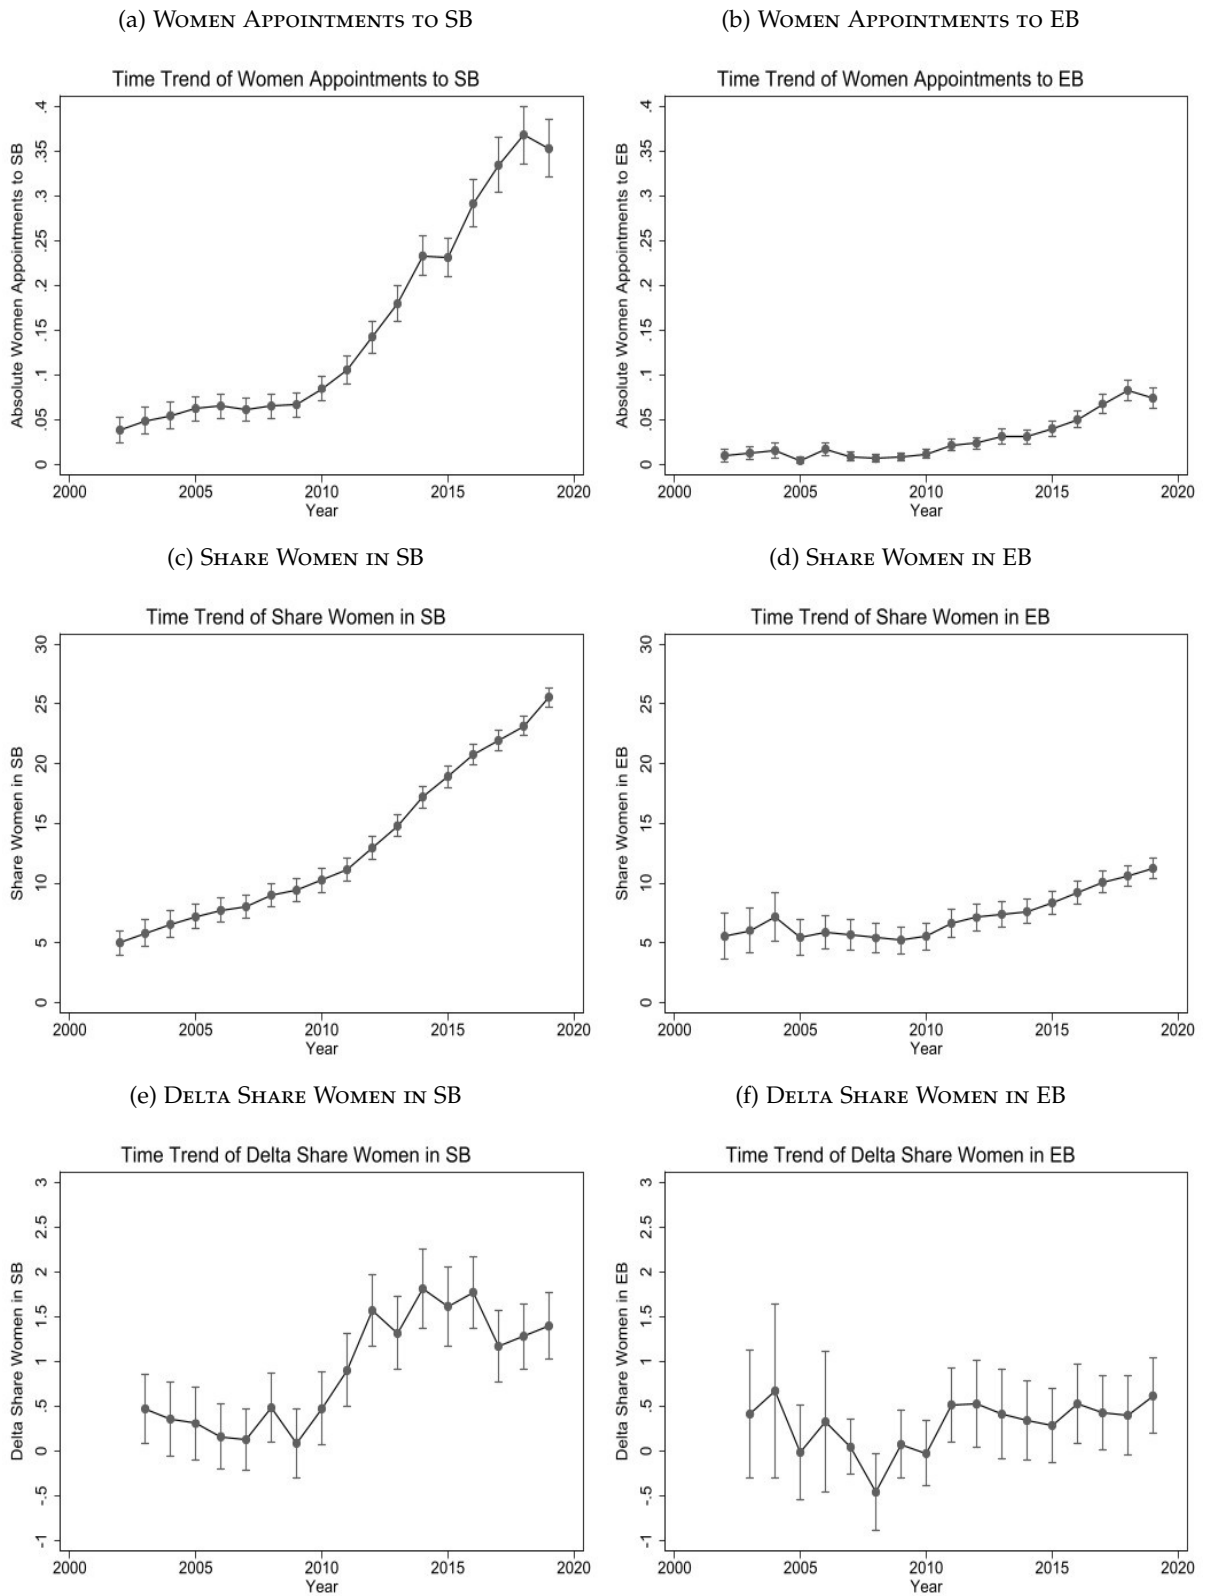 (a) Women Appointments to SB
Time Trend of Women Appointments to SB
Absolute Women Appointments to SB
.4
.35
.3
.25
.2
.15
.1
.05
0
2000 2005 2010 2015 2020
Year
(b) Women Appointments to EB
Time Trend of Women Appointments to EB
Absolute Women Appointments to EB
.4
.35
.3
.25
.2
.15
.1
.05
0
2000 2005 2010 2015 2020
Year
(c) Share Women in SB
Time Trend of Share Women in SB
Share Women in SB
30
25
20
15
10
5
0
2000 2005 2010 2015 2020
Year
(d) Share Women in EB
Time Trend of Share Women in EB
Share Women in EB
30
25
20
15
10
5
0
2000 2005 2010 2015 2020
Year
(e) Delta Share Women in SB
Time Trend of Delta Share Women in SB
Delta Share Women in SB
3
2.5
2
1.5
1
.5
0
-.5
-1
2000 2005 2010 2015 2020
Year
(f) Delta Share Women in EB
Time Trend of Delta Share Women in EB
Delta Share Women in EB
3
2.5
2
1.5
1
.5
0
-.5
-1
2000 2005 2010 2015 2020
Year